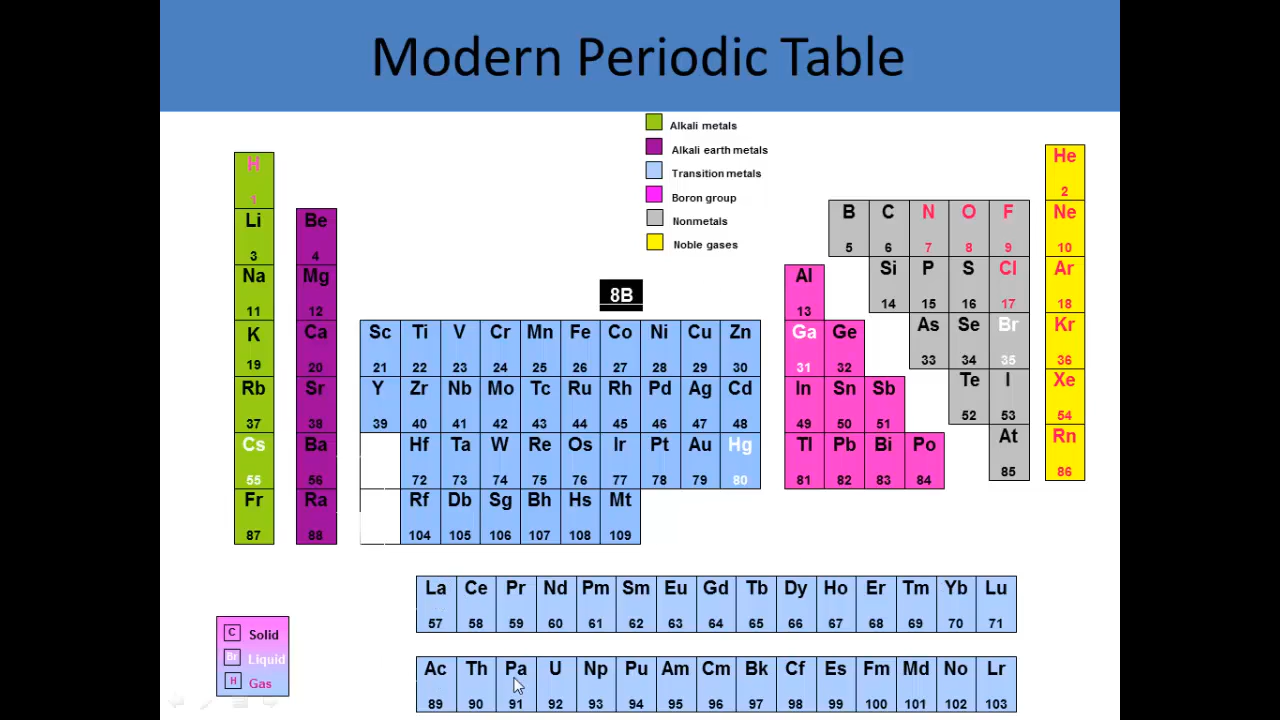 Modern Periodic Table
Alkali metals
Alkali earth metals
Transition metals
Boron group
Nonmetals
Noble gases
H He
1 2
Li Be B C N O F Ne
3 4 5 6 7 8 9 10
Na Mg Al Si P S Cl Ar
11 12 13 14 15 16 17 18
8B
K Ca Sc Ti V Cr Mn Fe Co Ni Cu Zn Ga Ge As Se Br Kr
19 20 21 22 23 24 25 26 27 28 29 30 31 32 33 34 35 36
Rb Sr Y Zr Nb Mo Tc Ru Rh Pd Ag Cd In Sn Sb Te I Xe
37 38 39 40 41 42 43 44 45 46 47 48 49 50 51 52 53 54
Cs Ba Hf Ta W Re Os Ir Pt Au Hg Tl Pb Bi Po At Rn
55 56 72 73 74 75 76 77 78 79 80 81 82 83 84 85 86
Fr Ra Rf Db Sg Bh Hs Mt
87 88 104 105 106 107 108 109
La Ce Pr Nd Pm Sm Eu Gd Tb Dy Ho Er Tm Yb Lu
57 58 59 60 61 62 63 64 65 66 67 68 69 70 71
C Solid
Br Liquid
H Gas
Ac Th Pa U Np Pu Am Cm Bk Cf Es Fm Md No Lr
89 90 91 92 93 94 95 96 97 98 99 100 101 102 103